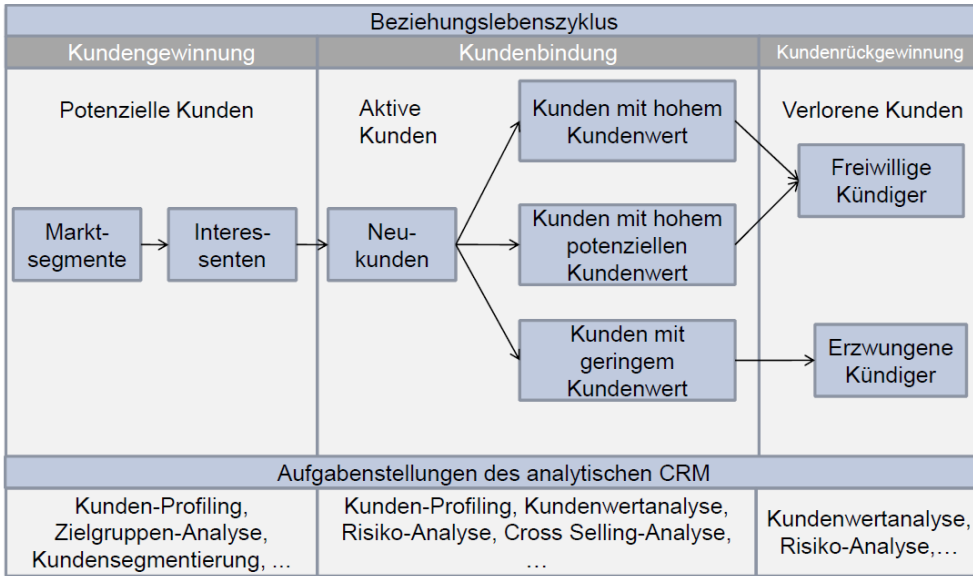 Beziehungslebenszyklus
Kundengewinnung
Kundenbindung
Kundenrückgewinnung
Potenzielle Kunden
Aktive
Kunden
Verlorene Kunden
Markt-
segmente
Interes-
senten
Neu-
kunden
Kunden mit hohem
Kundenwert
Kunden mit hohem
potenziellen
Kundenwert
Kunden mit
geringem
Kundenwert
Freiwillige
Kündiger
Erzwungene
Kündiger
Aufgabenstellungen des analytischen CRM
Kunden-Profiling,
Zielgruppen-Analyse,
Kundensegmentierung, ...
Kunden-Profiling, Kundenwertanalyse,
Risiko-Analyse, Cross Selling-Analyse,
…
Kundenwertanalyse,
Risiko-Analyse,…